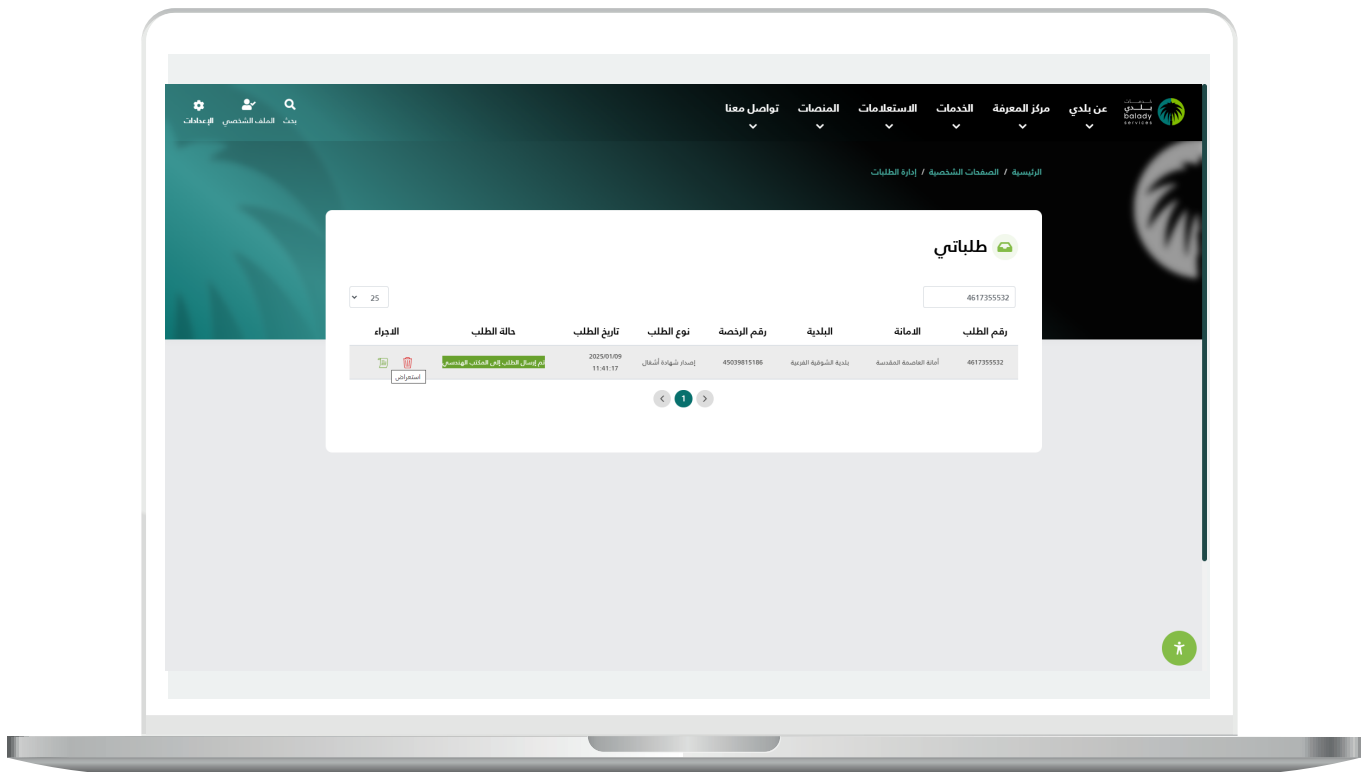 خدمات
بلدي
balady
services
عن بلدي
مركز المعرفة
الخدمات
الاستعلامات
المنصات
تواصل معنا
بحث
الملف الشخصي
الإعدادات
الرئيسية / الصفحات الشخصية / إدارة الطلبات
طلباتي
4617355532
25
رقم الطلب الامانة البلدية رقم الرخصة نوع الطلب تاريخ الطلب حالة الطلب الاجراء
4617355532 أمانة العاصمة المقدسة بلدية الشوقية الفرعية 45039815186 إصدار شهادة أشغال 2025/01/09 تم إرسال الطلب إلى المكتب الهندسي
11:41:17
استعراض
1